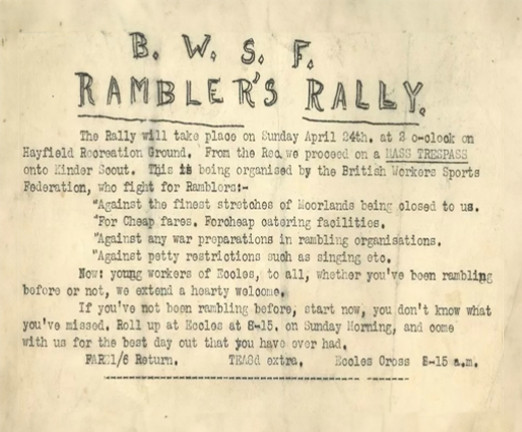 B. W. S. F.
RAMBLER'S RALLY.
The Rally will take place on Sunday April 24th. at 2 o-clock on
Hayfield Recreation Ground. From the Rec. we proceed on a MASS TRESPASS
onto Kinder Scout. This is being organised by the British Workers Sports
Federation, who fight for Ramblors:-
"Against the finest stretches of Moorlands being closed to us.
"For Cheap fares. Forcheap catering facilities.
"Against any war preparations in rambling organisations.
"Against petty restrictions such as singing etc.
Now: young workers of Eccles, to all, whether you've been rambling
before or not, we extend a hearty welcome.
If you've not been rambling before, start now, you don't know what
you've missed. Roll up at Eccles at 8-15. on Sunday Morning, and come
with us for the best day out that you have ever had.
FARE1/6 Return. TEA8d extra. Eccles Cross 8-15 a.m.